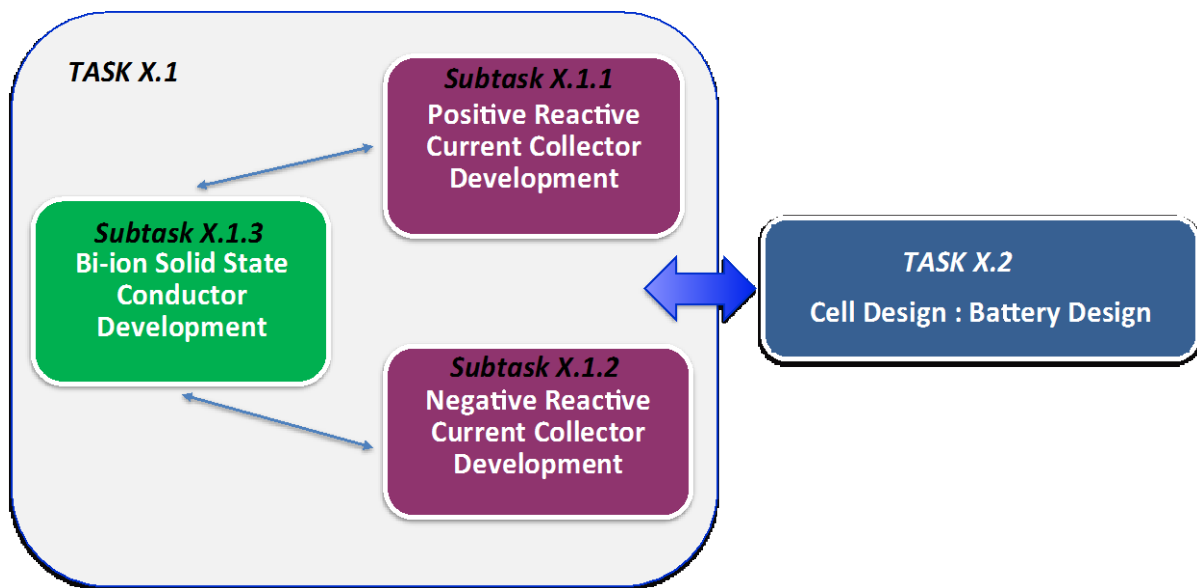 TASK X.1
Subtask X.1.1
Positive Reactive
Current Collector
Development
Subtask X.1.3
Bi-ion Solid State
Conductor
Development
Subtask X.1.2
Negative Reactive
Current Collector
Development
TASK X.2
Cell Design : Battery Design